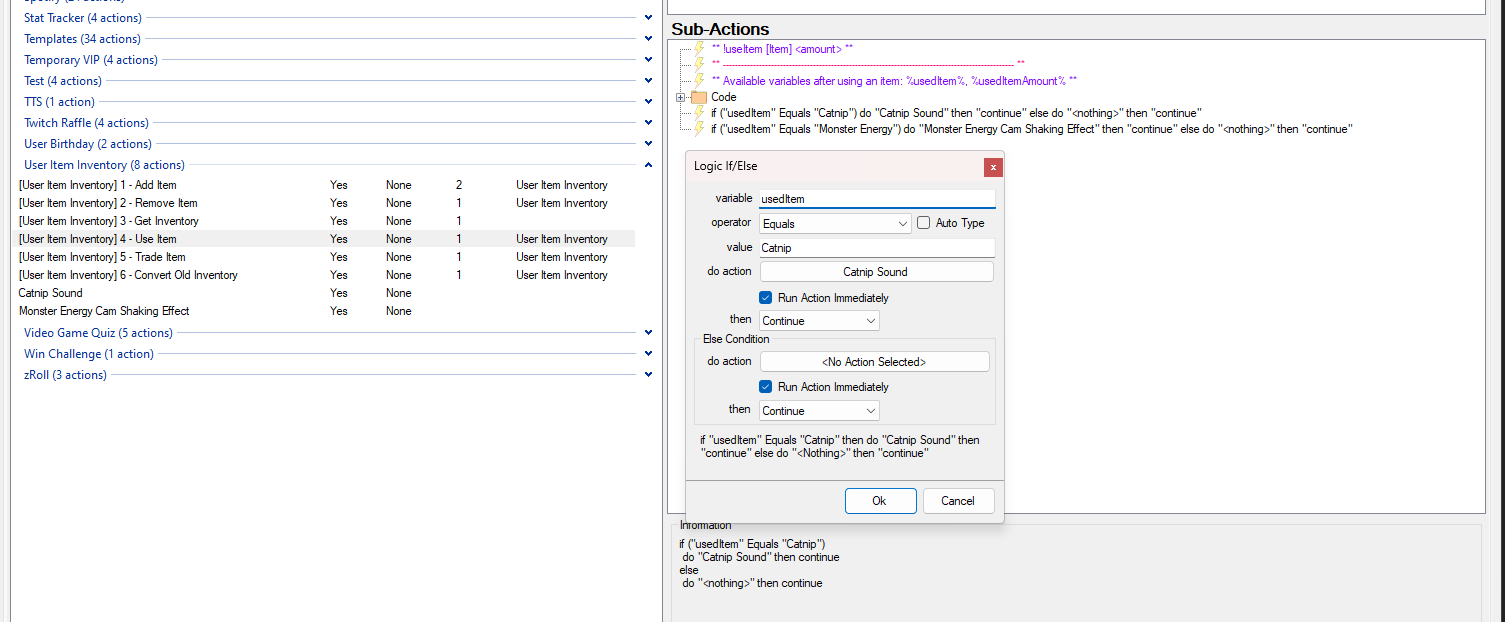 Stat Tracker (4 actions)
Templates (34 actions)
Temporary VIP (4 actions)
Test (4 actions)
TTS (1 action)
Twitch Raffle (4 actions)
User Birthday (2 actions)
User Item Inventory (8 actions)
[User Item Inventory] 1 - Add Item Yes None 2 User Item Inventory
[User Item Inventory] 2 - Remove Item Yes None 1 User Item Inventory
[User Item Inventory] 3 - Get Inventory Yes None 1
[User Item Inventory] 4 - Use Item Yes None 1 User Item Inventory
[User Item Inventory] 5 - Trade Item Yes None 1 User Item Inventory
[User Item Inventory] 6 - Convert Old Inventory Yes None 1 User Item Inventory
Catnip Sound Yes None
Monster Energy Cam Shaking Effect Yes None
Video Game Quiz (5 actions)
Win Challenge (1 action)
zRoll (3 actions)
Sub-Actions
** !useItem [Item] <amount> **
** ---------------------------------------------------------------------------------- **
** Available variables after using an item: %usedItem%, %usedItemAmount% **
Code
if ("usedItem" Equals "Catnip") do "Catnip Sound" then "continue" else do "<nothing>" then "continue"
if ("usedItem" Equals "Monster Energy") do "Monster Energy Cam Shaking Effect" then "continue" else do "<nothing>" then "continue"
Logic If/Else
x
variable usedItem
operator Equals Auto Type
value Catnip
do action Catnip Sound
Run Action Immediately
then Continue
Else Condition
do action <No Action Selected>
Run Action Immediately
then Continue
if "usedItem" Equals "Catnip" then do "Catnip Sound" then
"continue" else do "<Nothing>" then "continue"
Ok Cancel
Information
if ("usedItem" Equals "Catnip")
do "Catnip Sound" then continue
else
do "<nothing>" then continue